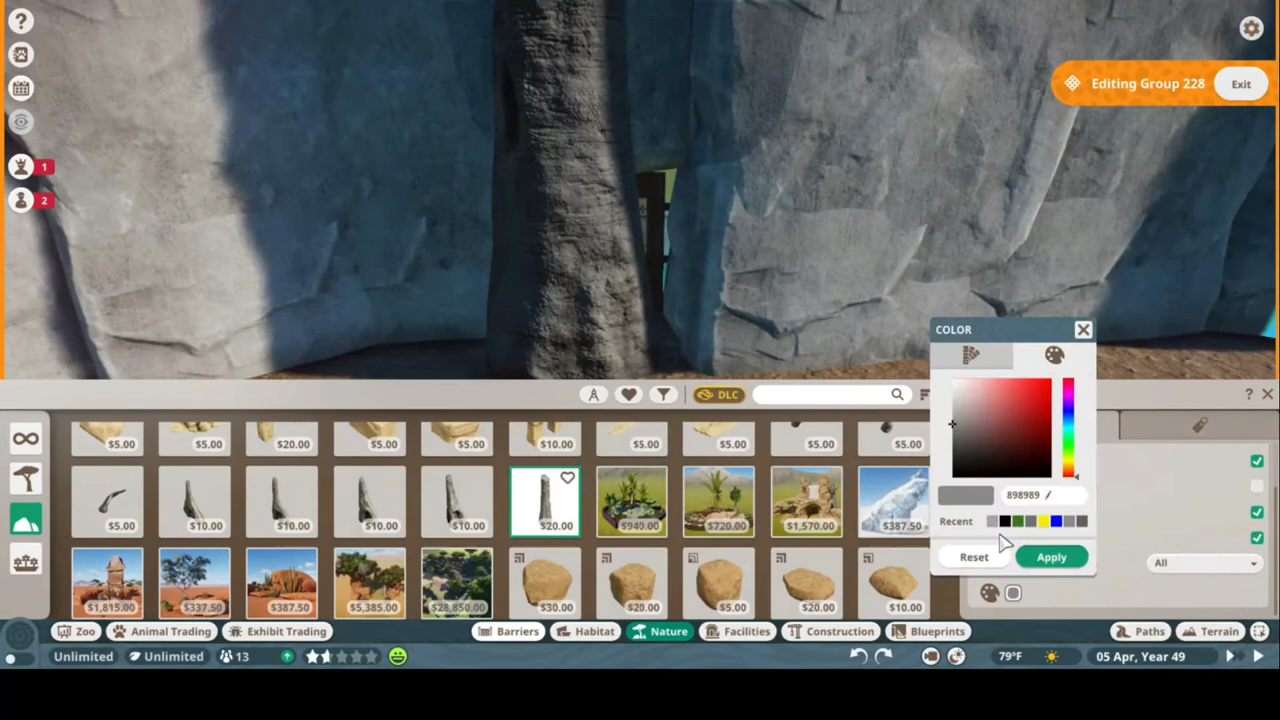 ?
Editing Group 228
Exit
1
2
COLOR
DLC
?
$5.00
$5.00
$20.00
$5.00
$5.00
$10.00
$5.00
$5.00
$5.00
$5.00
898989
$5.00
$10.00
$10.00
$10.00
$10.00
$20.00
$940.00
$720.00
$1,570.00
$387.50
Recent
Reset
Apply
All
$1,815.00
$337.50
$387.50
$5,385.00
$28,850.00
$30.00
$20.00
$5.00
$20.00
$10.00
Zoo
Animal Trading
Exhibit Trading
Barriers
Habitat
Nature
Facilities
Construction
Blueprints
Paths
Terrain
Unlimited
Unlimited
13
79°F
05 Apr, Year 49